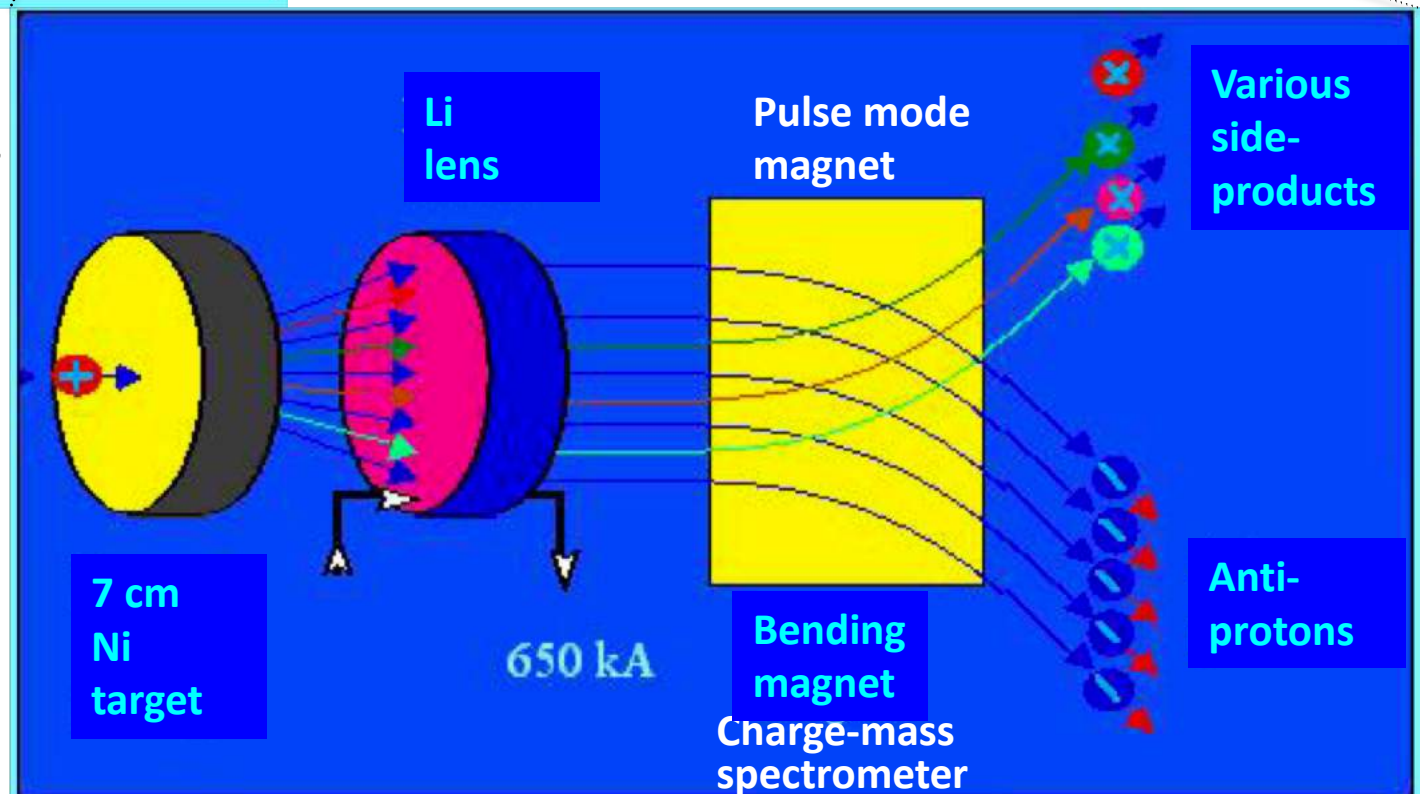 Li
lens
Pulse mode
magnet
Various
side-
products
7 cm
Ni
target
650 kA
Bending
magnet
Charge-mass
spectrometer
Anti-
protons